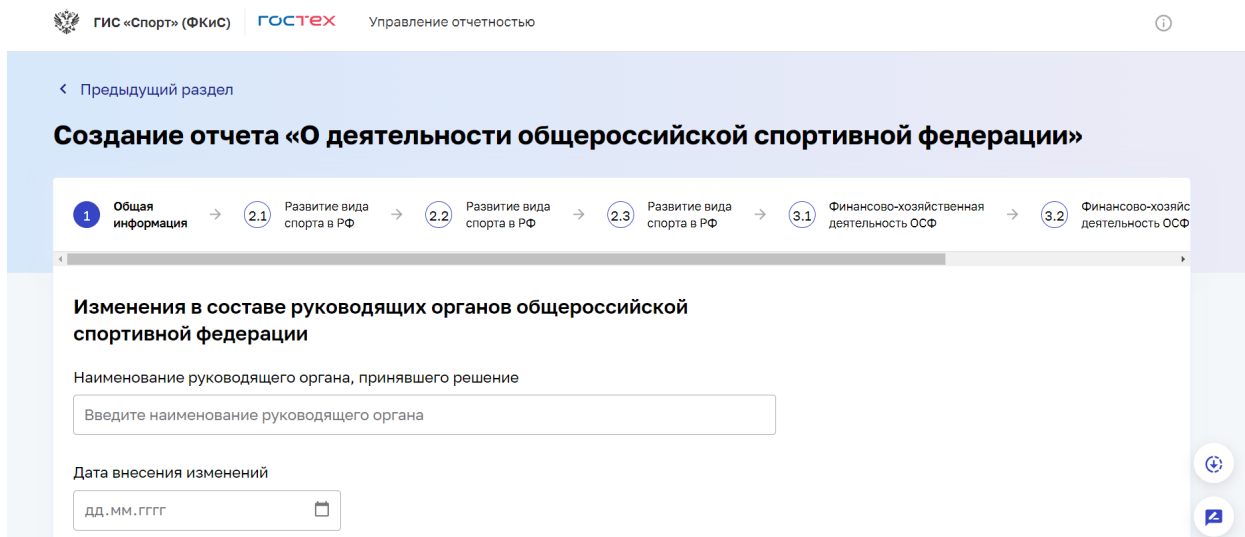 ГИС «Спорт» (ФКиС) гостех Управление отчетностью
Предыдущий раздел
Создание отчета «О деятельности общероссийской спортивной федерации»
1 Общая информация
2.1 Развитие вида спорта в РФ
2.2 Развитие вида спорта в РФ
2.3 Развитие вида спорта в РФ
3.1 Финансово-хозяйственная деятельность ОСФ
3.2 Финансово-хозяйс деятельность ОСФ
Изменения в составе руководящих органов общероссийской
спортивной федерации
Наименование руководящего органа, принявшего решение
Введите наименование руководящего органа
Дата внесения изменений
дд.мм.гггг